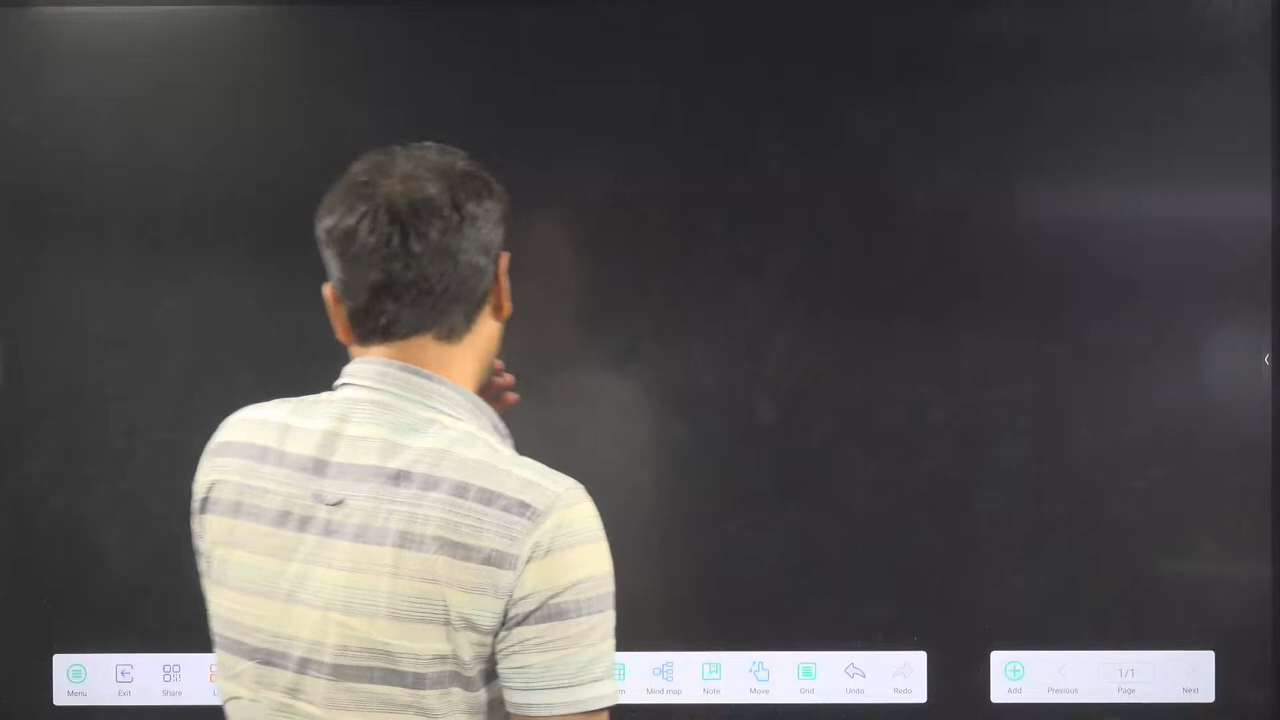 Menu Exit Share Mind map Note Move Grid Undo Redo
Add Previous 1/1 Page Next